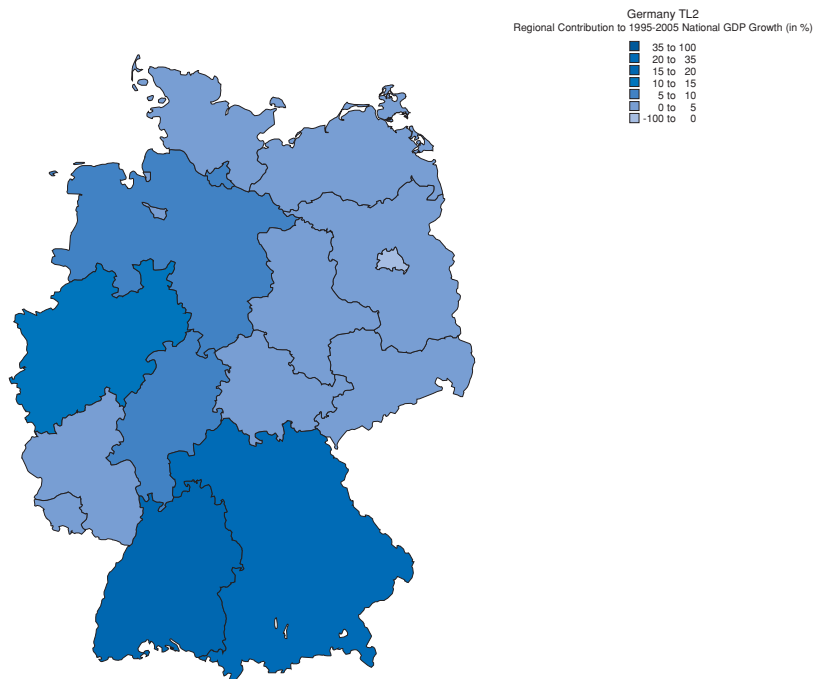 Germany TL2
Regional Contribution to 1995-2005 National GDP Growth (in %)
35 to 100
20 to 35
15 to 20
10 to 15
5 to 10
0 to 5
-100 to 0